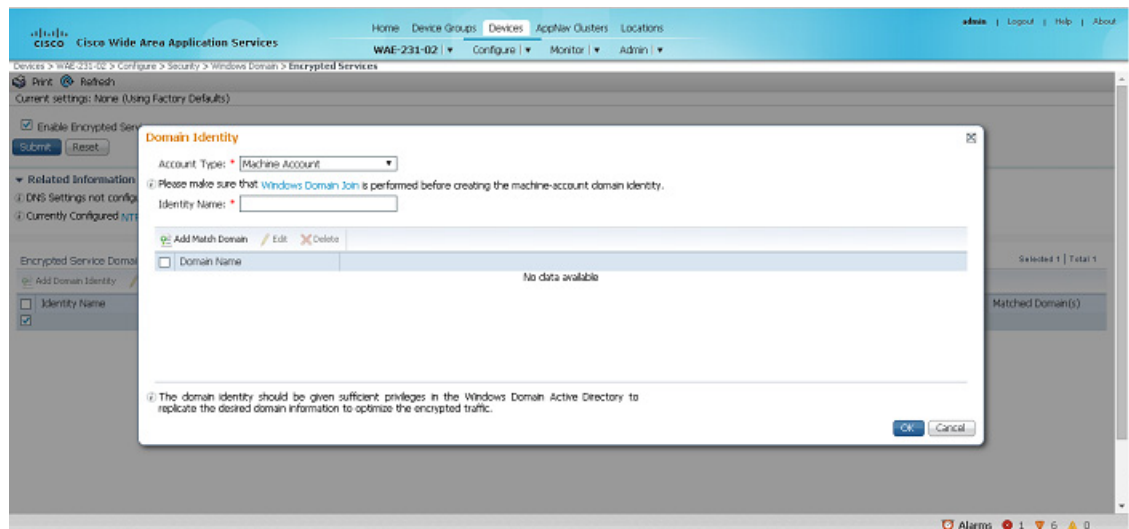 Home Device Groups Devices AppNav Clusters Locations
admin | Logout | Help | About
cisco Cisco Wide Area Application Services
WAE-231-02 | ▼ Configure | ▼ Monitor | ▼ Admin | ▼
Devices > WAE-231-02 > Configure > Security > Windows Domain > Encrypted Services
Print Refresh
Current settings: None (Using Factory Defaults)
Enable Encrypted Serv
Submit Reset
Domain Identity
Account Type: * Machine Account
Related Information
Please make sure that Windows Domain Join is performed before creating the machine-account domain identity.
DNS Settings not configu
Identity Name: *
Currently Configured NTP
Add Match Domain Edit Delete
Encrypted Service Domai
Domain Name
Selected 1 | Total 1
No data available
Add Domain Identity
Identity Name
Matched Domain(s)
The domain identity should be given sufficient privileges in the Windows Domain Active Directory to
replicate the desired domain information to optimize the encrypted traffic.
OK Cancel
Alarms 1 6 0